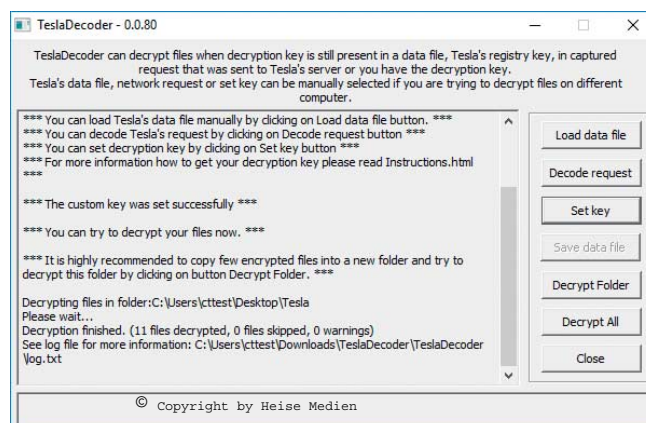 TeslaDecoder - 0.0.80
TeslaDecoder can decrypt files when decryption key is still present in a data file, Tesla's registry
key, in captured
request that was sent to Tesla's server or you have the decryption
key.
Tesla's data file, network request or set key can be manually selected if you are trying to decrypt files on different
computer.
*** You can load Tesla's data file manually by clicking on Load data file button. ***
*** You can decode Tesla's request by clicking on Decode request button ***
*** You can set decryption key by clicking on Set key button ***
*** For more information how to get your decryption key please read Instructions.html
***
*** The custom key was set successfully ***
*** You can try to decrypt your files now. ***
*** It is highly recommended to copy few encrypted files into a new folder and try to
decrypt this folder by clicking on button Decrypt Folder. ***
Decrypting files in folder:C:\Users\cttest\Desktop\Tesla
Please wait...
Decryption finished. (11 files decrypted, 0 files skipped, 0 warnings)
See log file for more information: C:\Users\cttest\Downloads\TeslaDecoder\TeslaDecoder
\log.txt
Load data file
Decode request
Set key
Save data file
Decrypt Folder
Decrypt All
Close
© Copyright by Heise Medien